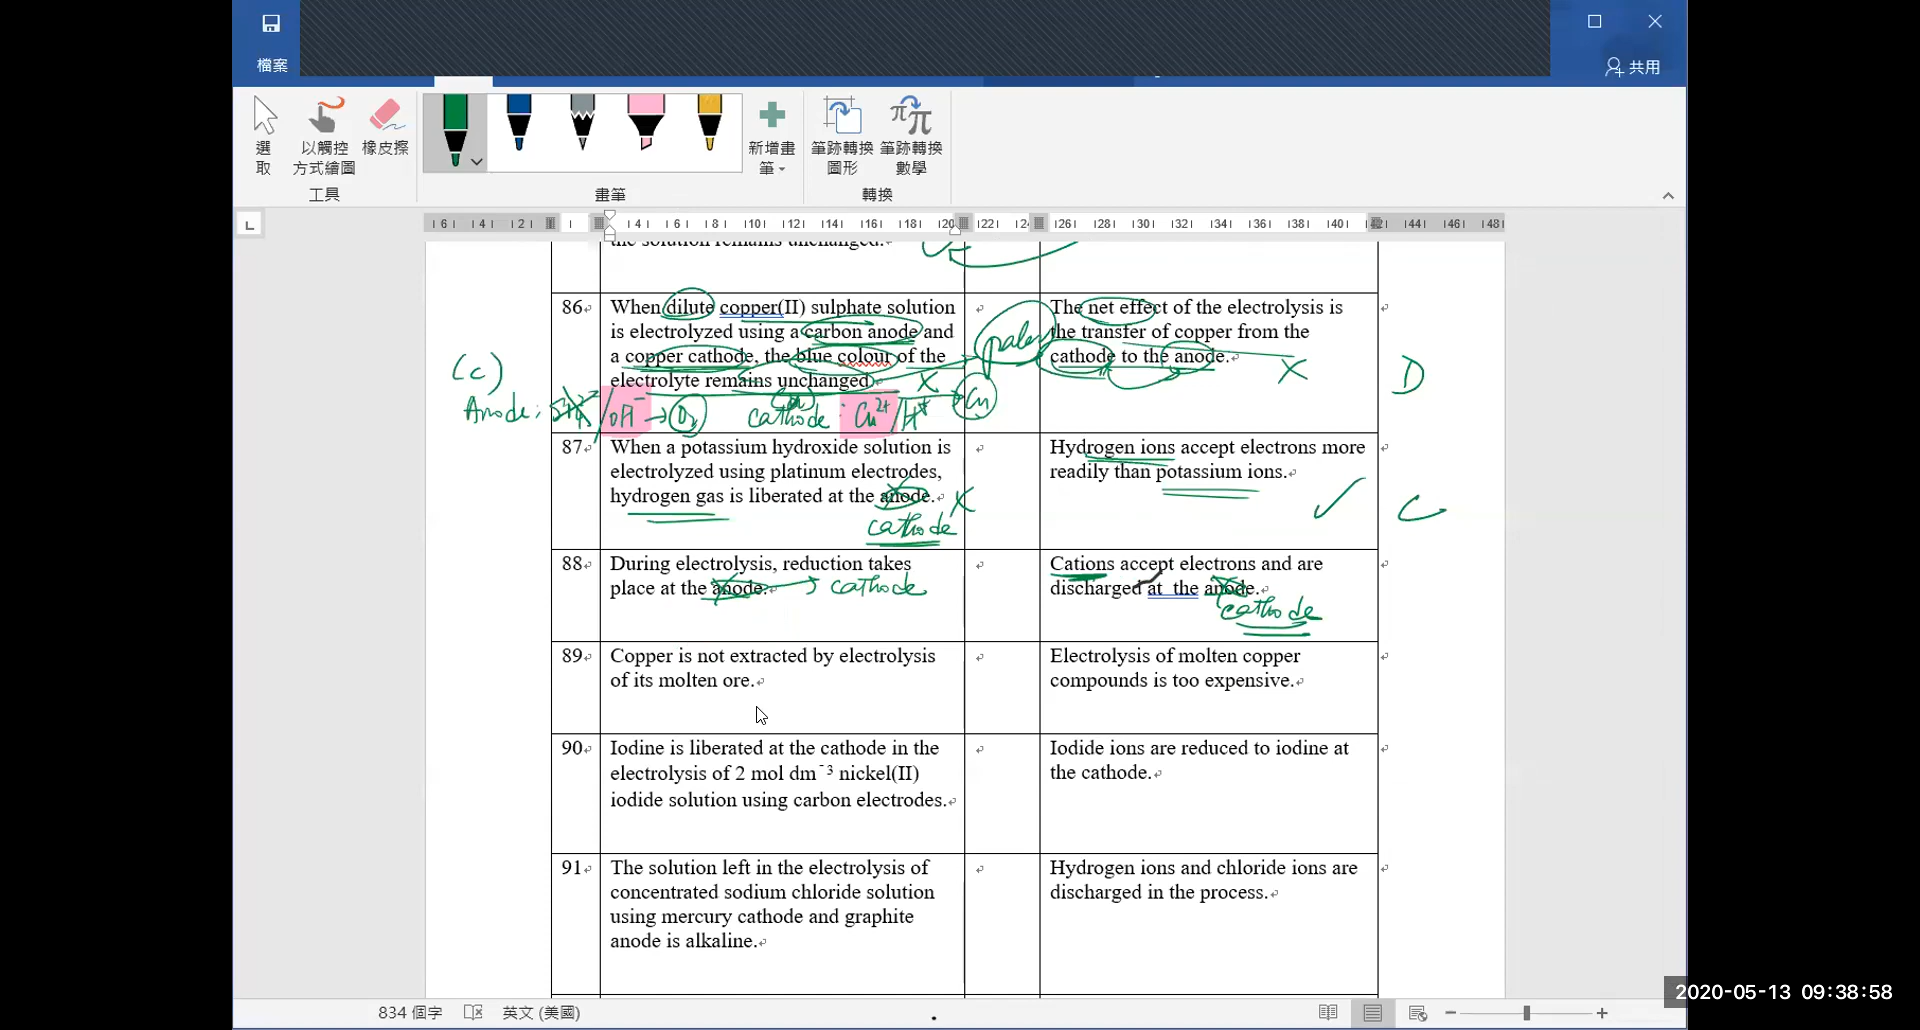 檔案
共用
選取
以觸控方式繪圖
橡皮擦
新增畫筆
筆跡轉換圖形
筆跡轉換數學
工具
畫筆
轉換
the solution remains unchanged.
86
When dilute copper(II) sulphate solution
is electrolyzed using a carbon anode and
a copper cathode, the blue colour of the
electrolyte remains unchanged
paler
The net effect of the electrolysis is
the transfer of copper from the
cathode to the anode.
X
X
D
(c)
Anode: SO4²⁻/OH⁻ → O₂
cathode : Cu²⁺/H⁺ → Cu
87
When a potassium hydroxide solution is
electrolyzed using platinum electrodes,
hydrogen gas is liberated at the anode. X
cathode
Hydrogen ions accept electrons more
readily than potassium ions.
✓
C
88
During electrolysis, reduction takes
place at the anode. → cathode
Cations accept electrons and are
discharged at the anode.
cathode
89
Copper is not extracted by electrolysis
of its molten ore.
Electrolysis of molten copper
compounds is too expensive.
90
Iodine is liberated at the cathode in the
electrolysis of 2 mol dm⁻³ nickel(II)
iodide solution using carbon electrodes.
Iodide ions are reduced to iodine at
the cathode.
91
The solution left in the electrolysis of
concentrated sodium chloride solution
using mercury cathode and graphite
anode is alkaline.
Hydrogen ions and chloride ions are
discharged in the process.
834 個字
英文 (美國)
2020-05-13 09:38:58